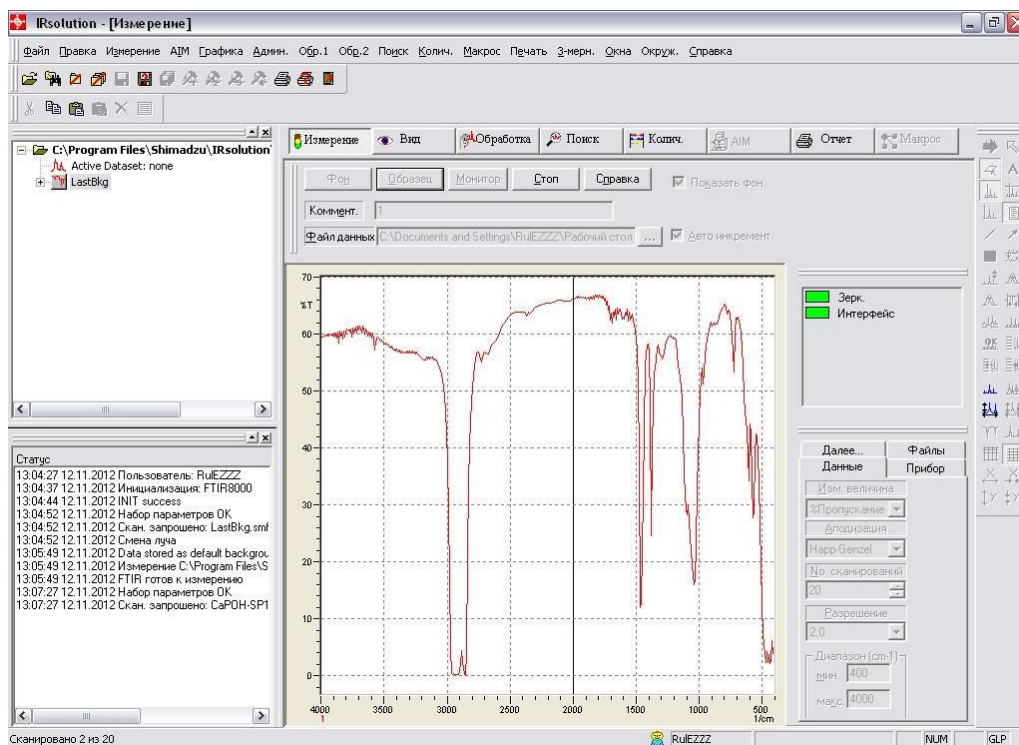 IRsolution - [Измерение]
Файл Правка Измерение AIM Графика Админ. Обр.1 Обр.2 Поиск Колич. Макрос Печать 3-мерн. Окна Окруж. Справка
C:\Program Files\Shimadzu\IRsolution
Active Dataset: none
LastBkg
Измерение Вид Обработка Поиск Колич. AIM Отчет Макрос
Фон Образец Монитор Стоп Справка Показать фон
Коммент. 1
Файл данных C:\Documents and Settings\RulEZZZ\Рабочий стол ... Авто инкремент
70
%T
60
50
40
30
20
10
0
4000 3500 3000 2500 2000 1500 1000 500
1 1/cm
Зерк.
Интерфейс
Статус
13:04:27 12.11.2012 Пользователь: RulEZZZ
13:04:37 12.11.2012 Инициализация: FTIR8000
13:04:44 12.11.2012 INIT success
13:04:52 12.11.2012 Набор параметров OK
13:04:52 12.11.2012 Скан. запрошено: LastBkg.smf
13:04:52 12.11.2012 Смена луча
13:05:49 12.11.2012 Data stored as default backgrou
13:05:49 12.11.2012 Измерение C:\Program Files\S
13:05:49 12.11.2012 FTIR готов к измерению
13:07:27 12.11.2012 Набор параметров OK
13:07:27 12.11.2012 Скан. запрошено: CaPOH-SP1
Далее... Файлы
Данные Прибор
Изм. величина
%Пропускание
Аподизация
Happ-Genzel
No. сканирований
20
Разрешение
2,0
Диапазон (cm-1)
мин. 400
макс. 4000
Сканировано 2 из 20 RulEZZZ NUM GLP